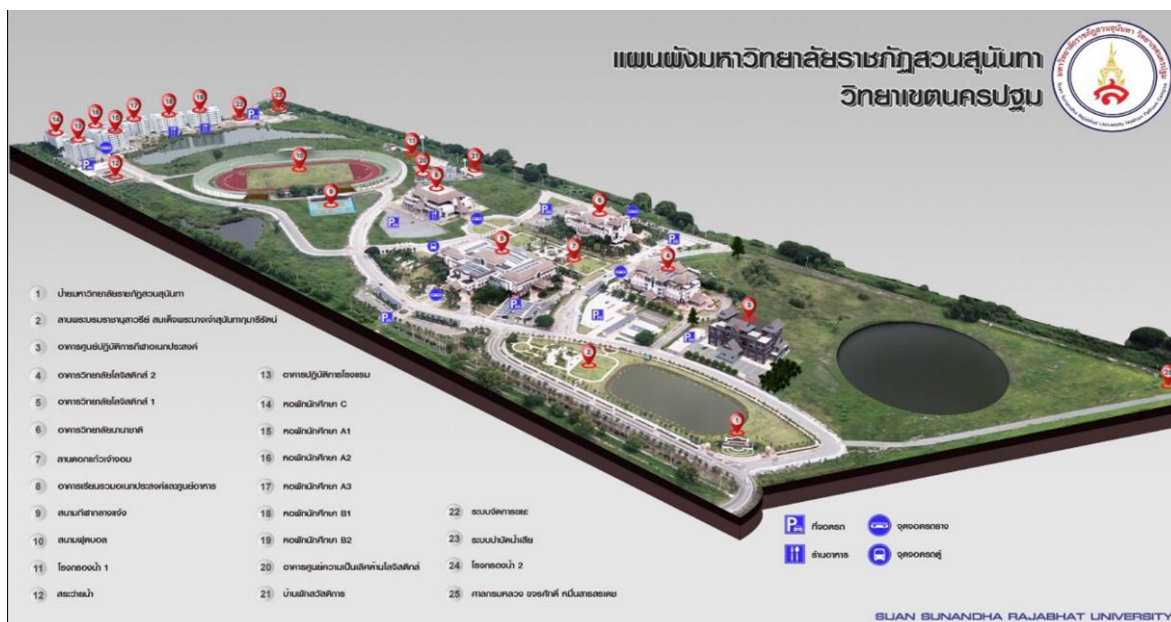 แผนผังมหาวิทยาลัยราชภัฏสวนสุนันทา
วิทยาเขตนครปฐม
1 ป้ายมหาวิทยาลัยราชภัฏสวนสุนันทา
2 ลานพระบรมราชานุสาวรีย์ สมเด็จพระนางเจ้าสุนันทากุมารีรัตน์
3 อาคารศูนย์ปฏิบัติการกีฬาอเนกประสงค์
4 อาคารวิทยาลัยโลจิสติกส์ 2
5 อาคารวิทยาลัยโลจิสติกส์ 1
6 อาคารวิทยาลัยนานาชาติ
7 ลานดอกแก้วเจ้าจอม
8 อาคารเรียนรวมอเนกประสงค์และศูนย์อาหาร
9 สนามกีฬากลางแจ้ง
10 สนามฟุตบอล
11 โรงกรองน้ำ 1
12 สระว่ายน้ำ
13 อาคารปฏิบัติการโรงแรม
14 หอพักนักศึกษา C
15 หอพักนักศึกษา A1
16 หอพักนักศึกษา A2
17 หอพักนักศึกษา A3
18 หอพักนักศึกษา B1
19 หอพักนักศึกษา B2
20 อาคารศูนย์ความเป็นเลิศด้านโลจิสติกส์
21 บ้านพักสวัสดิการ
22 ระบบจัดการขยะ
23 ระบบบำบัดน้ำเสีย
24 โรงกรองน้ำ 2
25 ศาลกรมหลวง ขจรศักดิ์ หมื่นสารสรเดช
P ที่จอดรถ
จุดจอดรถราง
ร้านอาหาร
จุดจอดรถตู้
SUAN SUNANDHA RAJABHAT UNIVERSITY